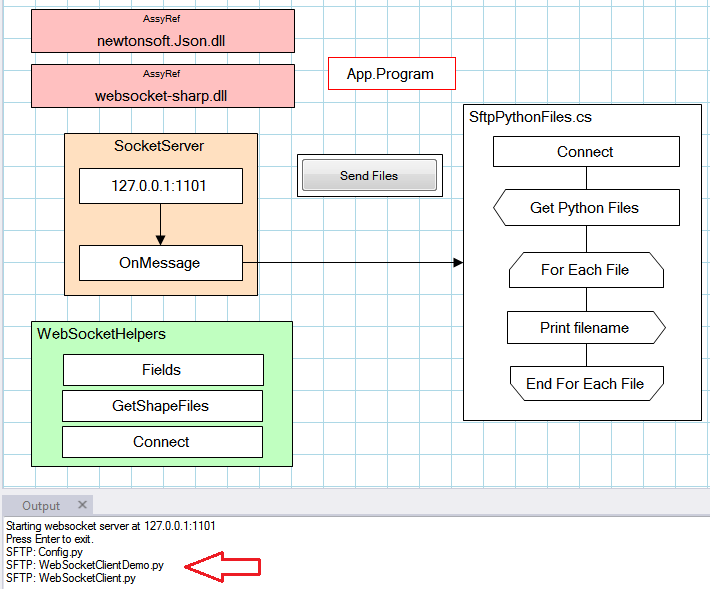 AssyRef
newtonsoft.Json.dll
AssyRef
websocket-sharp.dll
App.Program
SocketServer
127.0.0.1:1101
OnMessage
Send Files
SftpPythonFiles.cs
Connect
Get Python Files
For Each File
Print filename
End For Each File
WebSocketHelpers
Fields
GetShapeFiles
Connect
Output ✕
Starting websocket server at 127.0.0.1:1101
Press Enter to exit.
SFTP: Config.py
SFTP: WebSocketClientDemo.py
SFTP: WebSocketClient.py